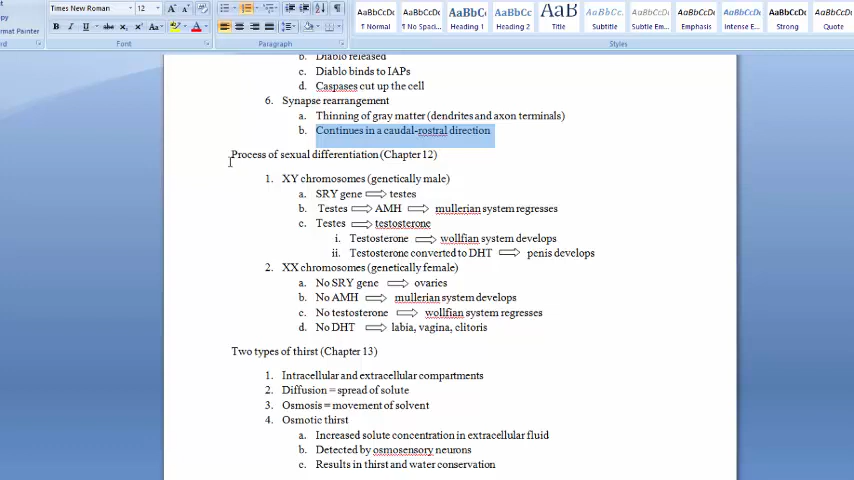 Times New Roman 12
B I U abc X₂ X² Aa
Format Painter
Font
Paragraph
AaBbCcDc AaBbCcDc AaBbCc AaBbCc AaB AaBbCc AaBbCcDc AaBbCcDc AaBbCcDc AaBbCcDc
¶ Normal ¶ No Spaci... Heading 1 Heading 2 Title Subtitle Subtle Em... Emphasis Intense E... Strong Quote
Styles
b. Diablo released
c. Diablo binds to IAPs
d. Caspases cut up the cell
6. Synapse rearrangement
a. Thinning of gray matter (dendrites and axon terminals)
b. Continues in a caudal-rostral direction
Process of sexual differentiation (Chapter 12)
1. XY chromosomes (genetically male)
a. SRY gene ⇨ testes
b. Testes ⇨ AMH ⇨ mullerian system regresses
c. Testes ⇨ testosterone
i. Testosterone ⇨ wollfian system develops
ii. Testosterone converted to DHT ⇨ penis develops
2. XX chromosomes (genetically female)
a. No SRY gene ⇨ ovaries
b. No AMH ⇨ mullerian system develops
c. No testosterone ⇨ wollfian system regresses
d. No DHT ⇨ labia, vagina, clitoris
Two types of thirst (Chapter 13)
1. Intracellular and extracellular compartments
2. Diffusion = spread of solute
3. Osmosis = movement of solvent
4. Osmotic thirst
a. Increased solute concentration in extracellular fluid
b. Detected by osmosensory neurons
c. Results in thirst and water conservation